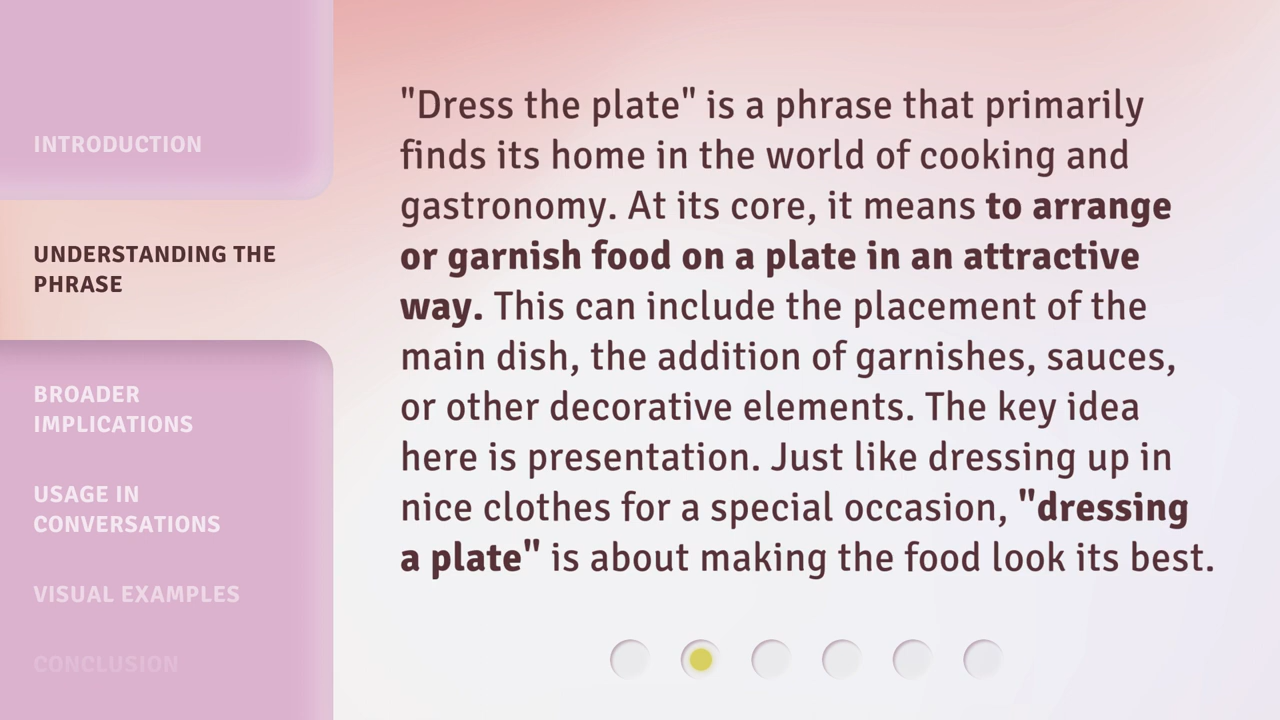 INTRODUCTION
UNDERSTANDING THE
PHRASE
BROADER
IMPLICATIONS
USAGE IN
CONVERSATIONS
VISUAL EXAMPLES
CONCLUSION
"Dress the plate" is a phrase that primarily
finds its home in the world of cooking and
gastronomy. At its core, it means to arrange
or garnish food on a plate in an attractive
way. This can include the placement of the
main dish, the addition of garnishes, sauces,
or other decorative elements. The key idea
here is presentation. Just like dressing up in
nice clothes for a special occasion, "dressing
a plate" is about making the food look its best.